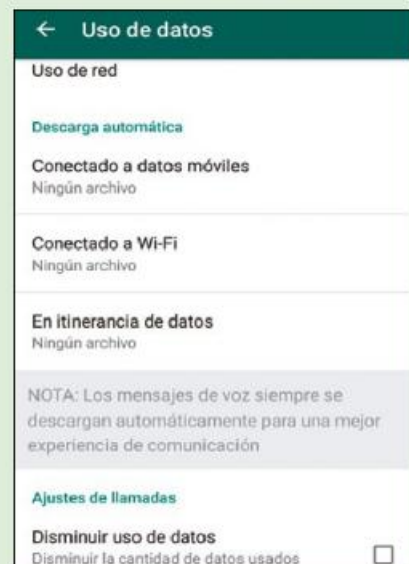 Uso de datos
Uso de red
Descarga automática
Conectado a datos móviles
Ningún archivo
Conectado a Wi-Fi
Ningún archivo
En itinerancia de datos
Ningún archivo
NOTA: Los mensajes de voz siempre se
descargan automáticamente para una mejor
experiencia de comunicación
Ajustes de llamadas
Disminuir uso de datos
Disminuir la cantidad de datos usados